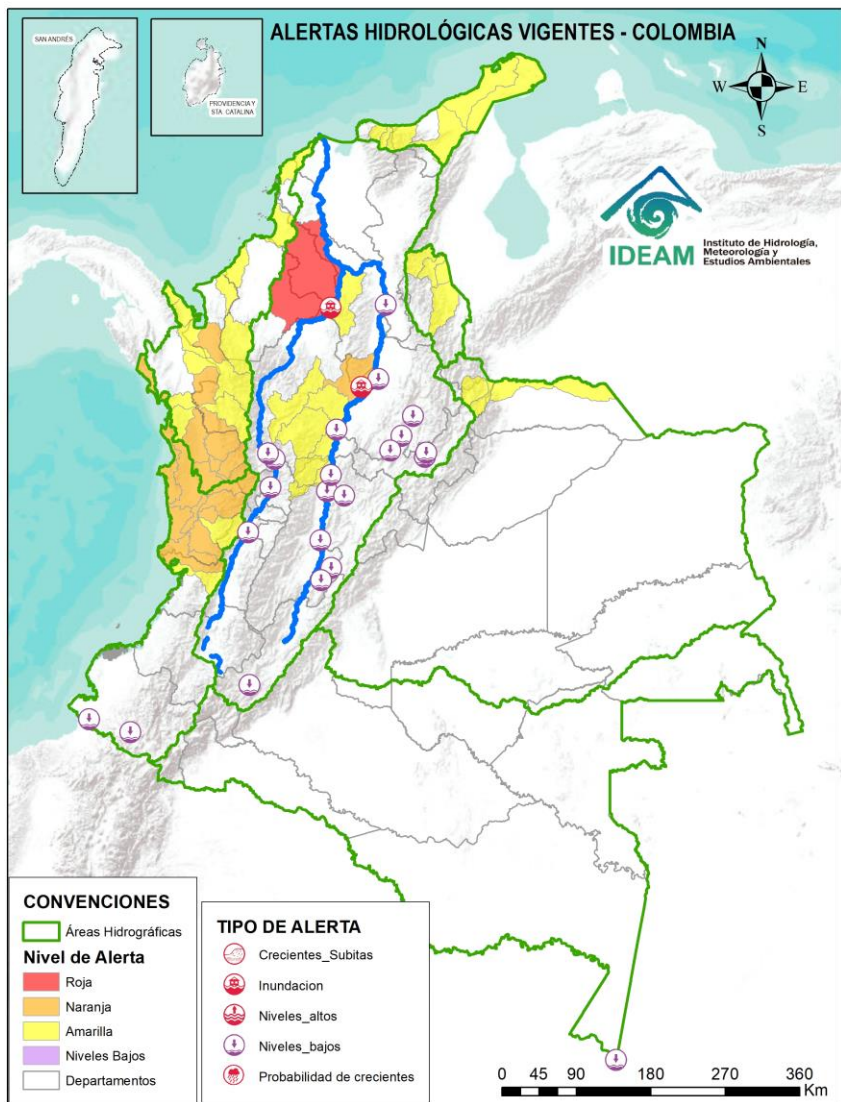 ALERTAS HIDROLÓGICAS VIGENTES - COLOMBIA
SAN ANDRÉS
PROVIDENCIA Y
STA. CATALINA
N
W
E
S
IDEAM
Instituto de Hidrología,
Meteorología y
Estudios Ambientales
CONVENCIONES
Áreas Hidrográficas
Nivel de Alerta
Roja
Naranja
Amarilla
Niveles Bajos
Departamentos
TIPO DE ALERTA
Crecientes_Subitas
Inundacion
Niveles_altos
Niveles_bajos
Probabilidad de crecientes
0 45 90 180 270 360
Km